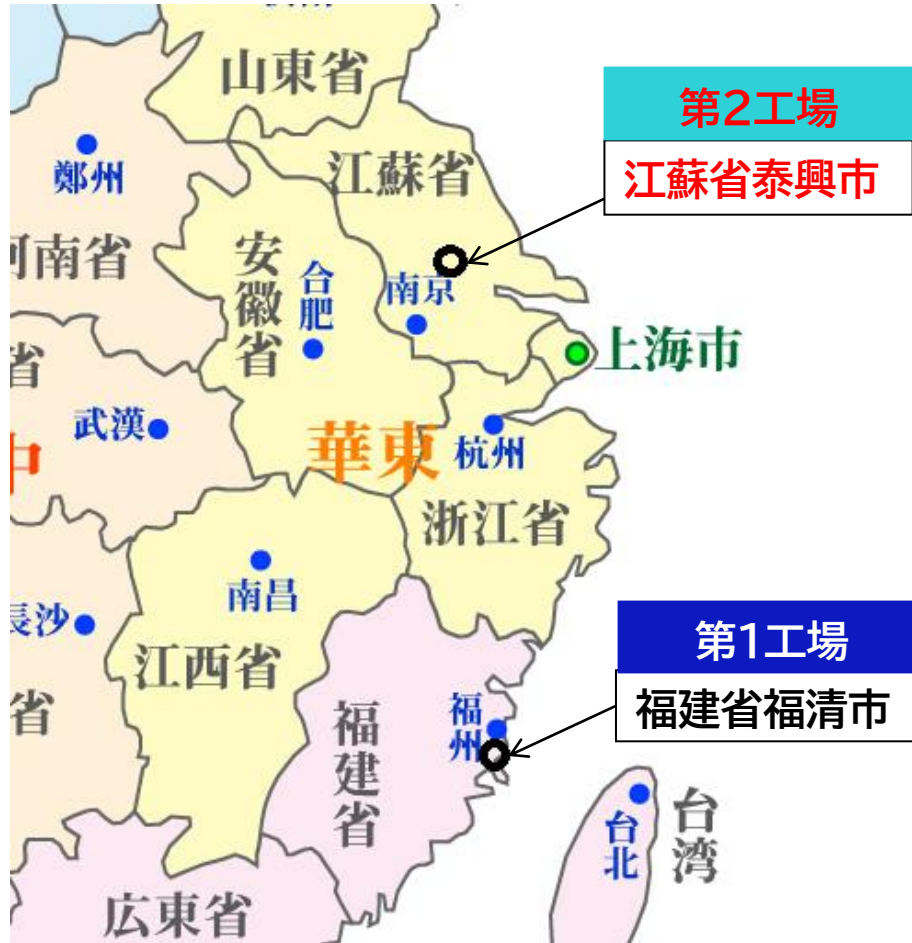 山東省
第2工場
江蘇省泰興市
鄭州
江蘇省
河南省
安徽省
合肥
南京
上海市
省
武漢
華東
杭州
中
浙江省
南昌
長沙
江西省
第1工場
福建省福清市
省
福建省
福州
台北
台湾
広東省